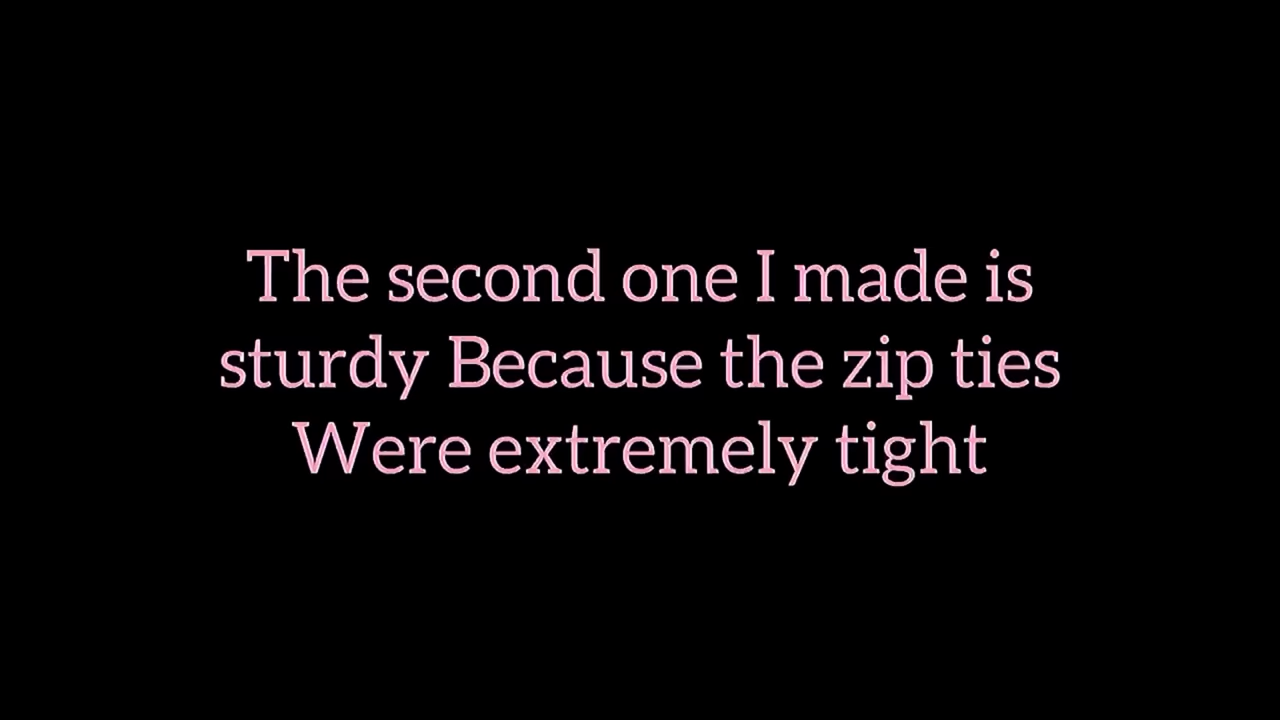 The second one I made is
sturdy Because the zip ties
Were extremely tight